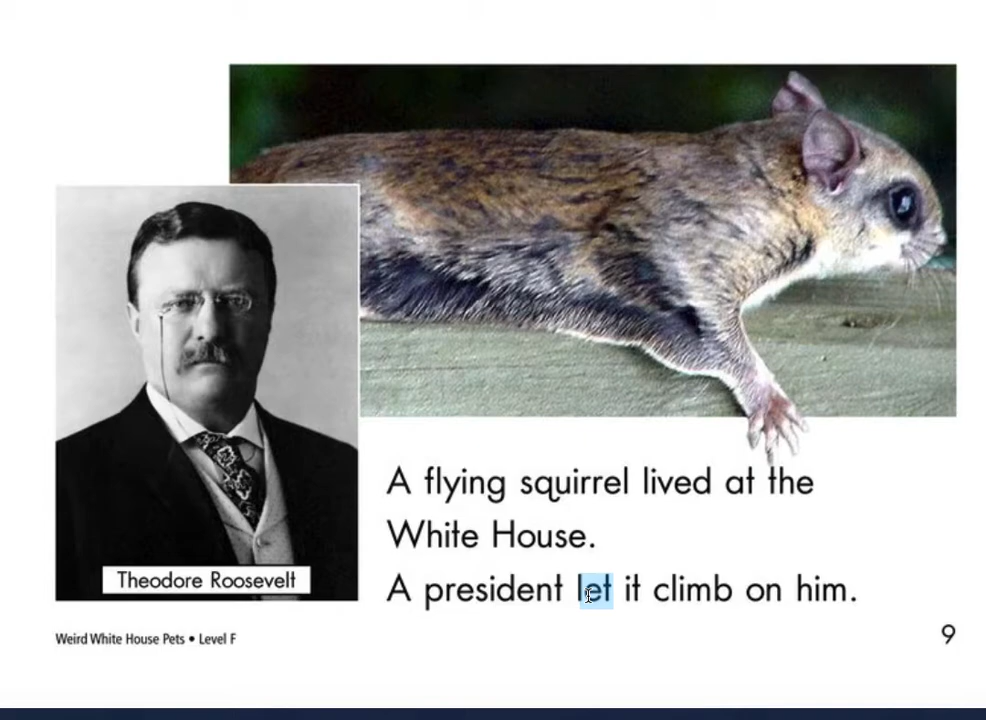 Theodore Roosevelt
A flying squirrel lived at the
White House.
A president let it climb on him.
Weird White House Pets • Level F
9